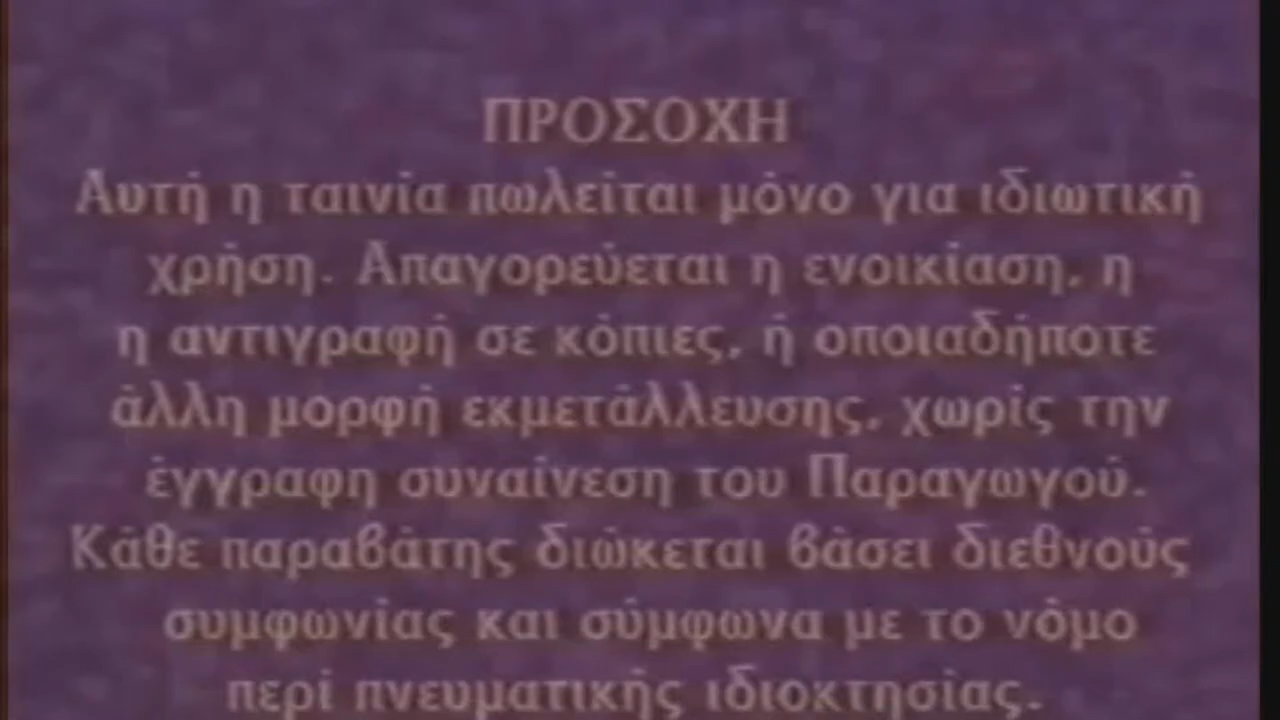 ΠΡΟΣΟΧΗ
Αυτή η ταινία πωλείται μόνο για ιδιωτική
χρήση. Απαγορεύεται η ενοικίαση, η
η αντιγραφή σε κόπιες, ή οποιαδήποτε
άλλη μορφή εκμετάλλευσης, χωρίς την
έγγραφη συναίνεση του Παραγωγού.
Κάθε παραβάτης διώκεται βάσει διεθνούς
συμφωνίας και σύμφωνα με το νόμο
περί πνευματικής ιδιοκτησίας.